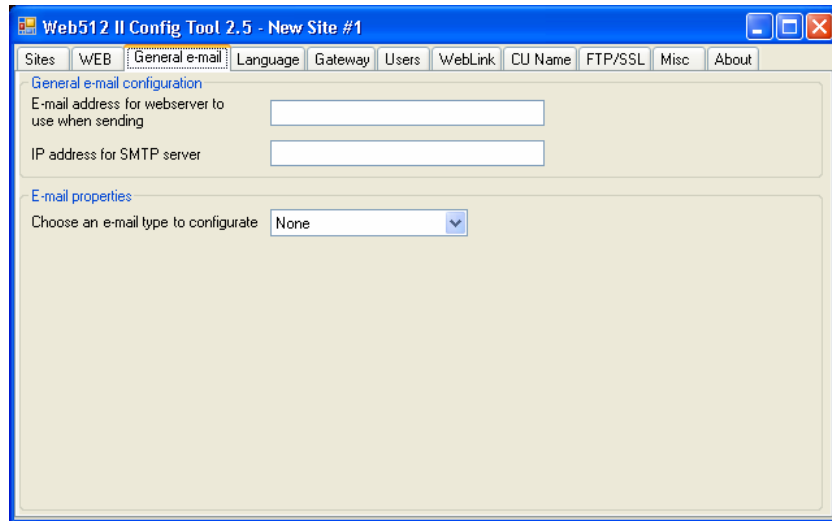 Web512 II Config Tool 2.5 - New Site #1
Sites WEB General e-mail Language Gateway Users WebLink CU Name FTP/SSL Misc About
General e-mail configuration
E-mail address for webserver to
use when sending
IP address for SMTP server
E-mail properties
Choose an e-mail type to configurate None